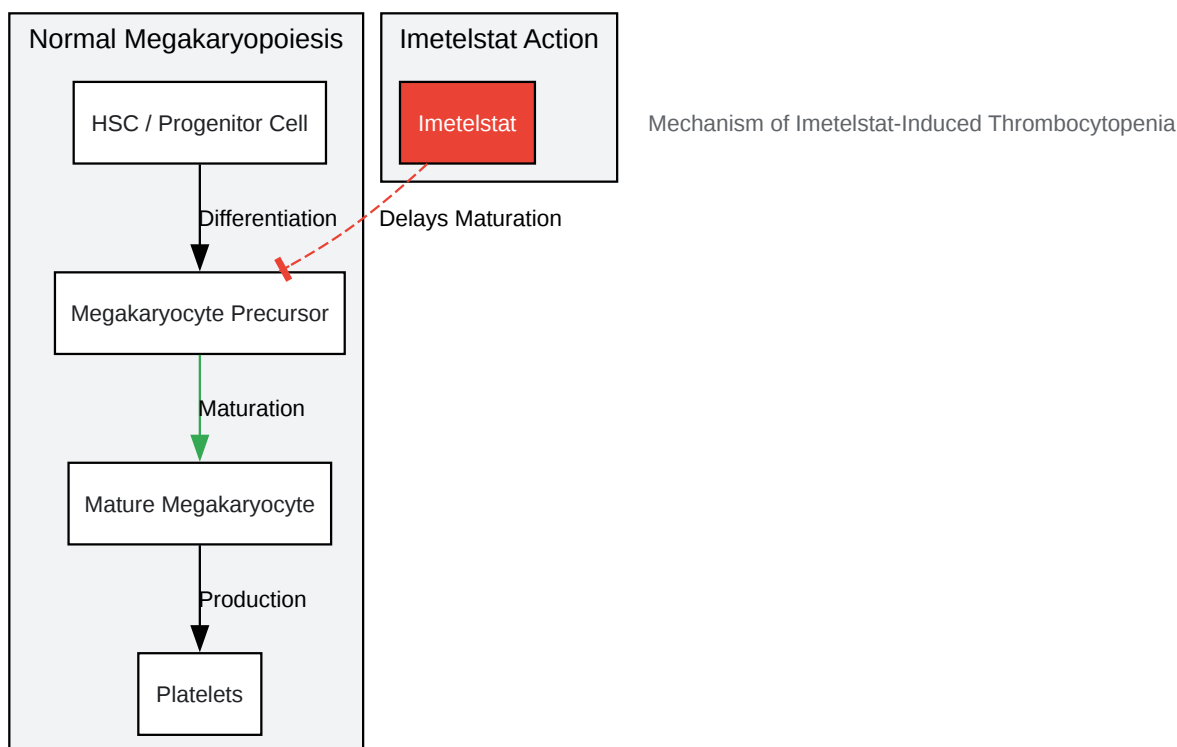 Normal Megakaryopoiesis
Imetelstat Action
HSC / Progenitor Cell
Imetelstat
Mechanism of Imetelstat-Induced Thrombocytopenia
Differentiation
Delays Maturation
Megakaryocyte Precursor
Maturation
Mature Megakaryocyte
Production
Platelets